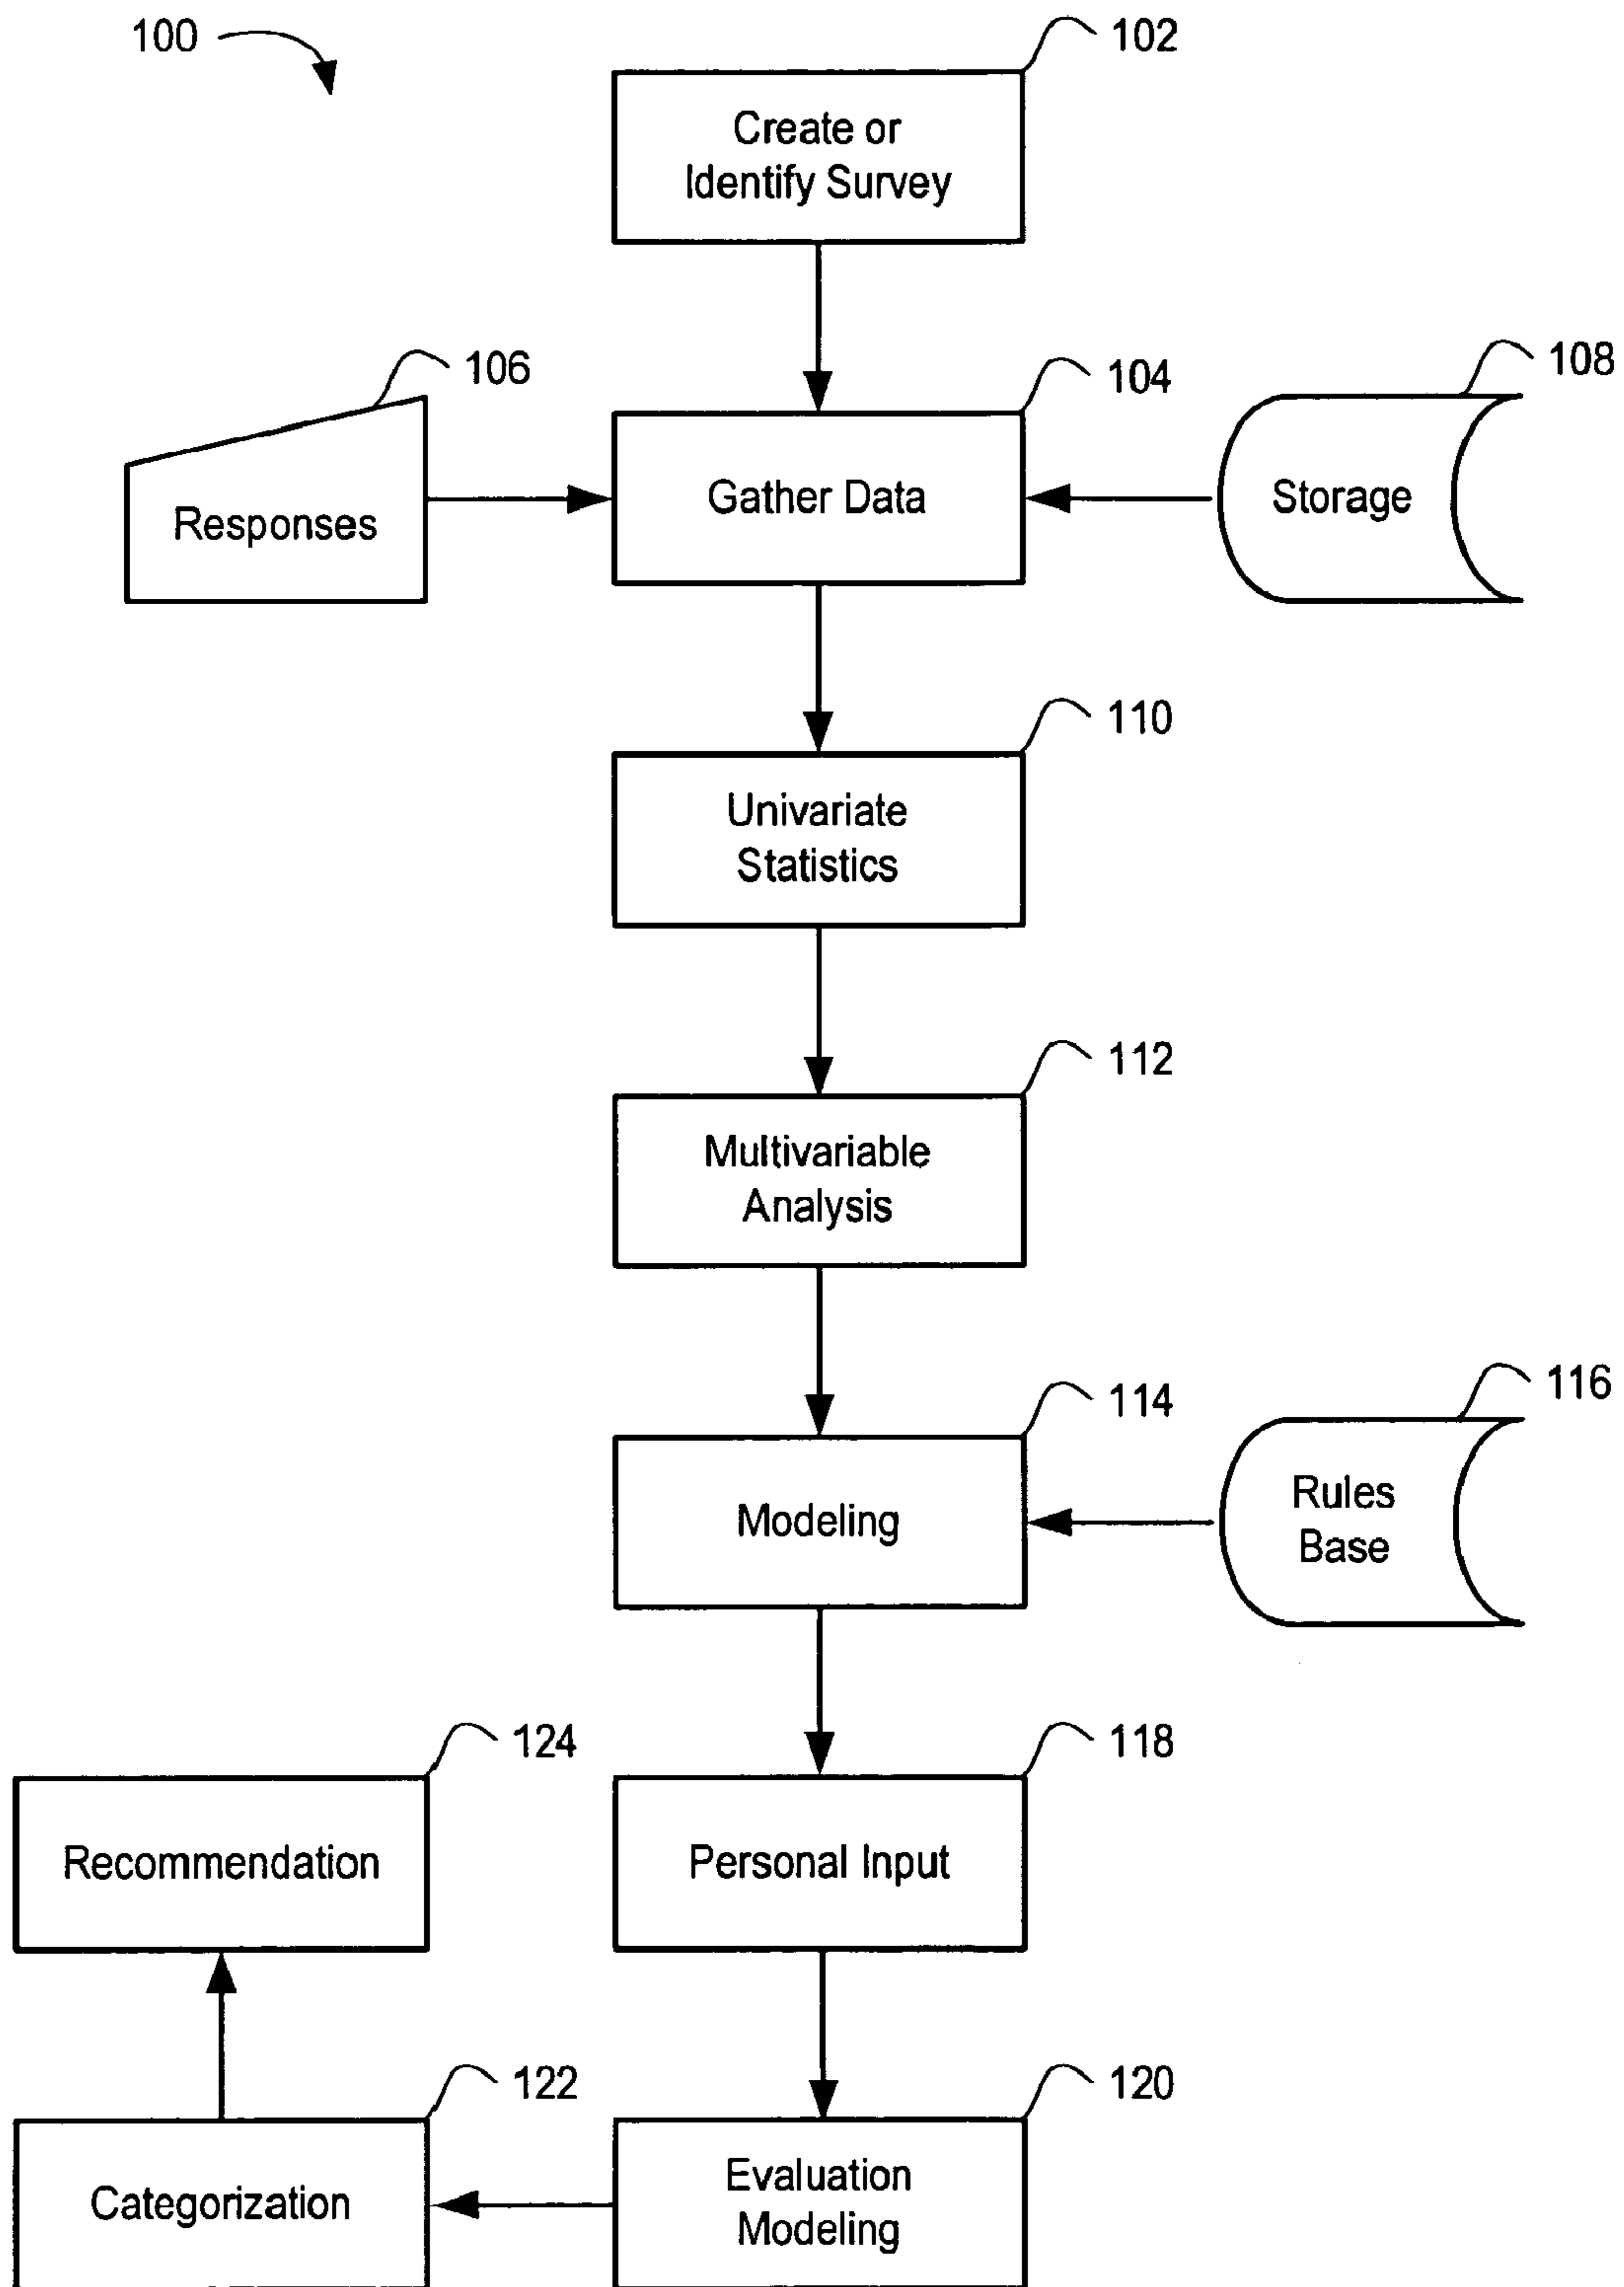 100
102
Create or
Identify Survey
106
104
108
Responses
Gather Data
Storage
110
Univariate
Statistics
112
Multivariable
Analysis
114
116
Modeling
Rules
Base
124
118
Recommendation
Personal Input
122
120
Categorization
Evaluation
Modeling